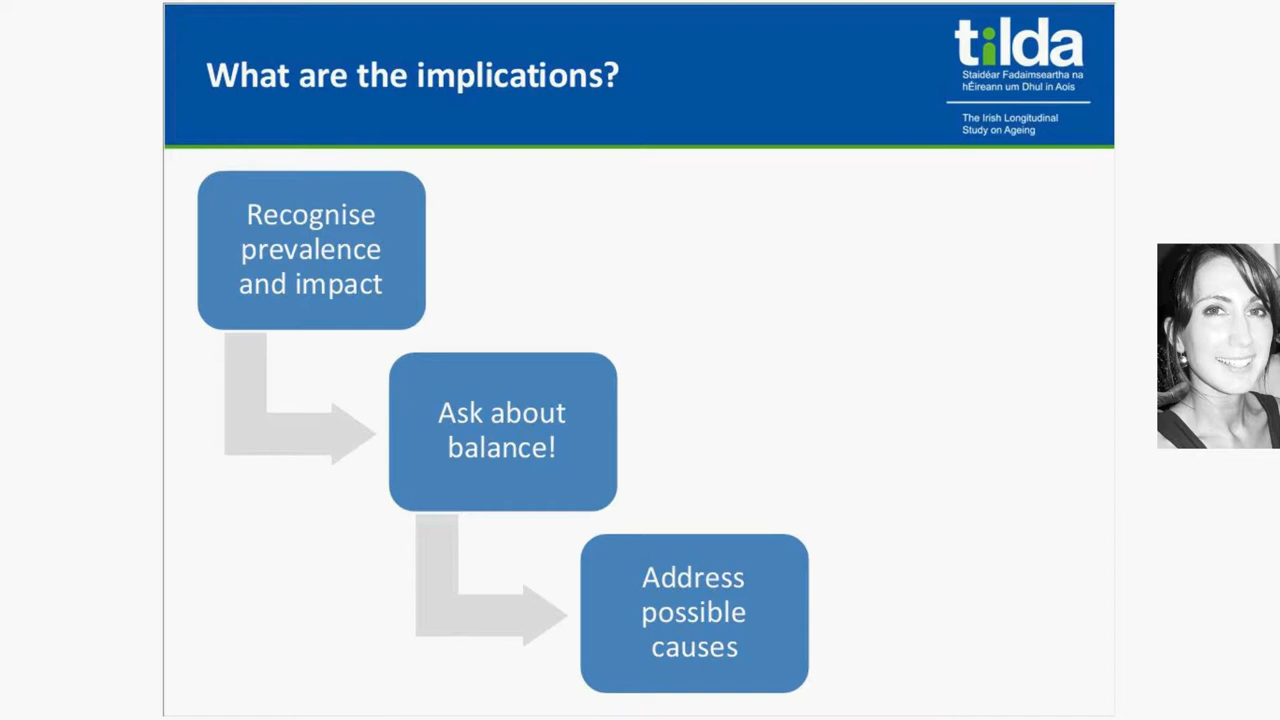 What are the implications?
tilda
Staidéar Fadaimseartha na
hÉireann um Dhul in Aois
The Irish Longitudinal
Study on Ageing
Recognise
prevalence
and impact
Ask about
balance!
Address
possible
causes